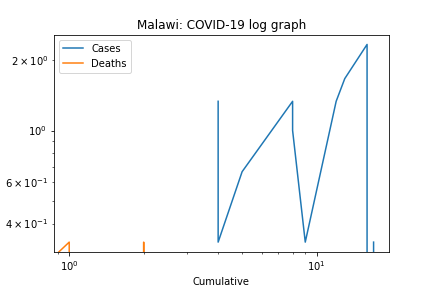 Malawi: COVID-19 log graph
Cases
Deaths
2 × 10⁰
10⁰
6 × 10⁻¹
4 × 10⁻¹
10⁰
10¹
Cumulative